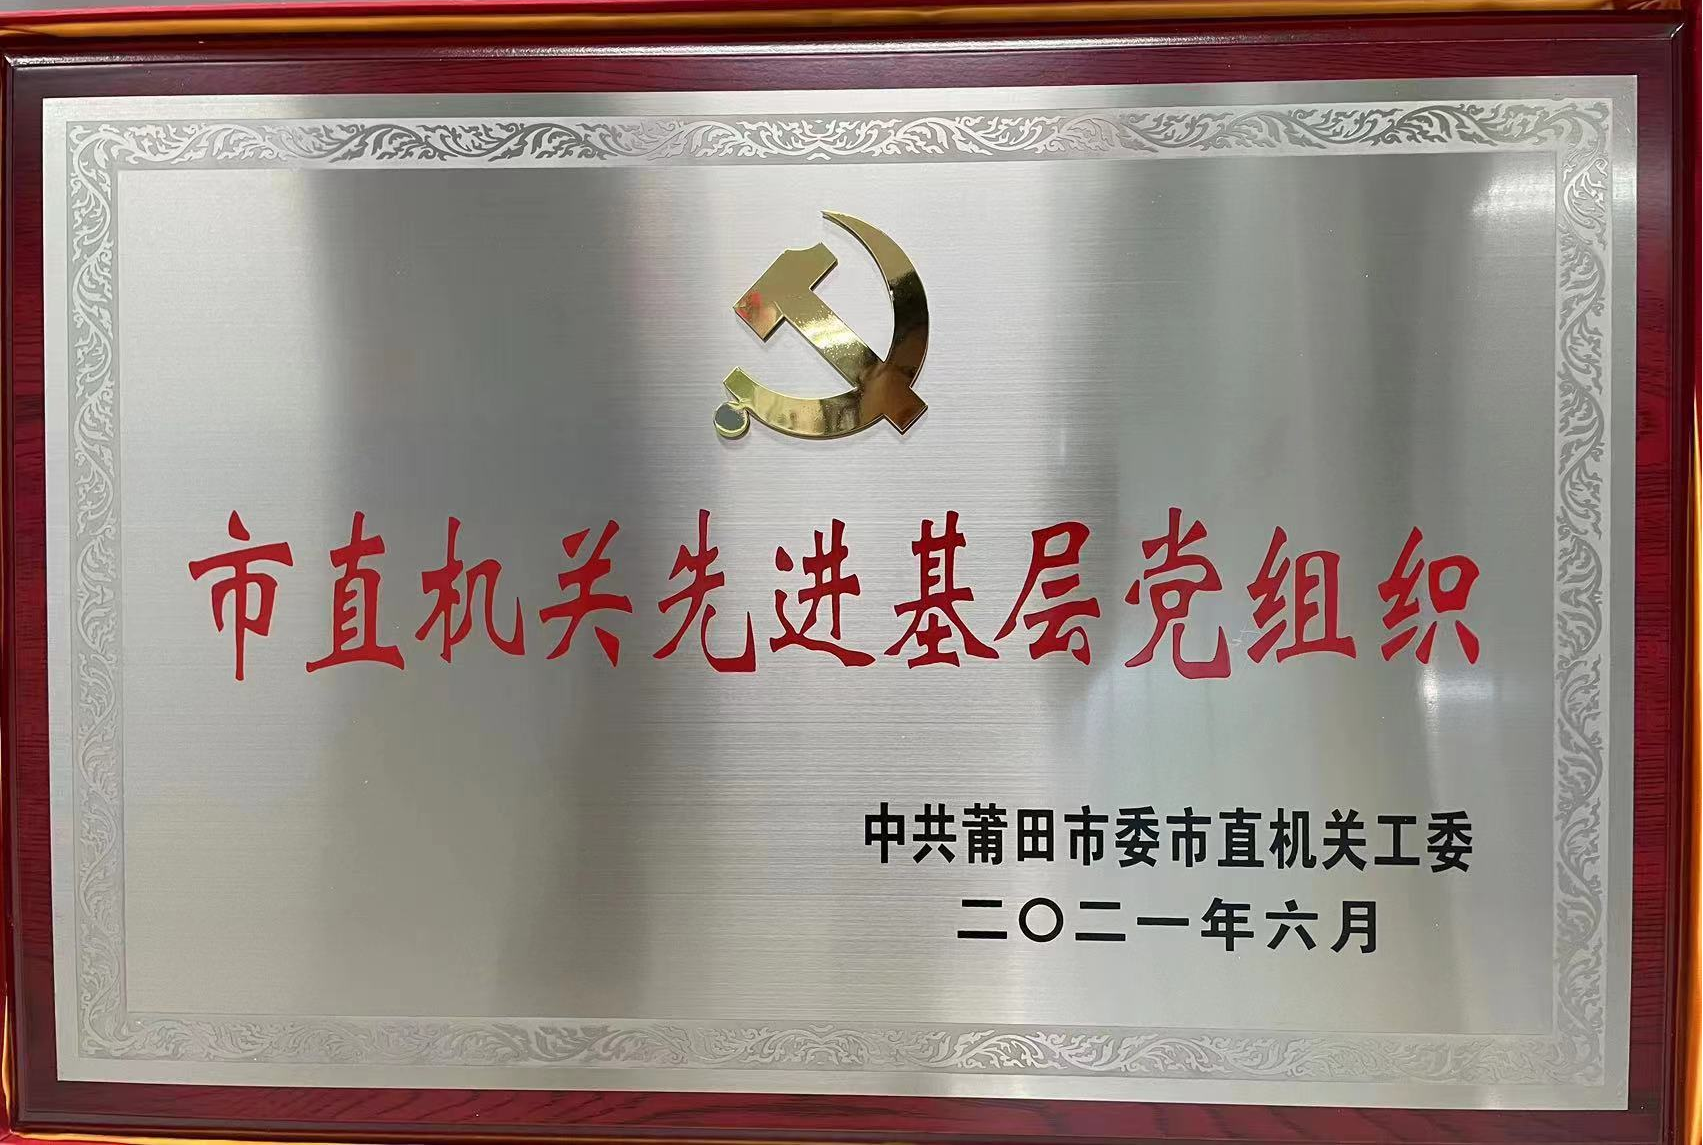 市直机关先进基层党组织
中共莆田市委市直机关工委
二〇二一年六月